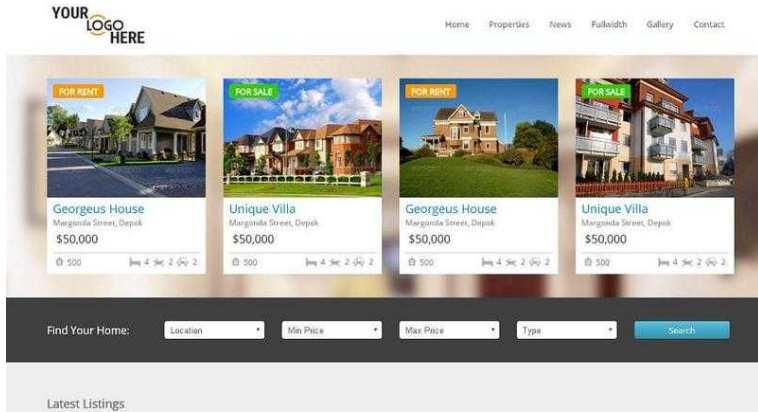 YOUR
LOGO
HERE
Home Properties News Fullwidth Gallery Contact
FOR RENT FOR SALE FOR RENT FOR SALE
Georgeus House Unique Villa Georgeus House Unique Villa
Margonda Street, Depok Margonda Street, Depok Margonda Street, Depok Margonda Street, Depok
$50,000 $50,000 $50,000 $50,000
500 4 2 2 500 4 2 2 500 4 2 2 500 4 2 2
Find Your Home: Location Min Price Max Price Type Search
Latest Listings